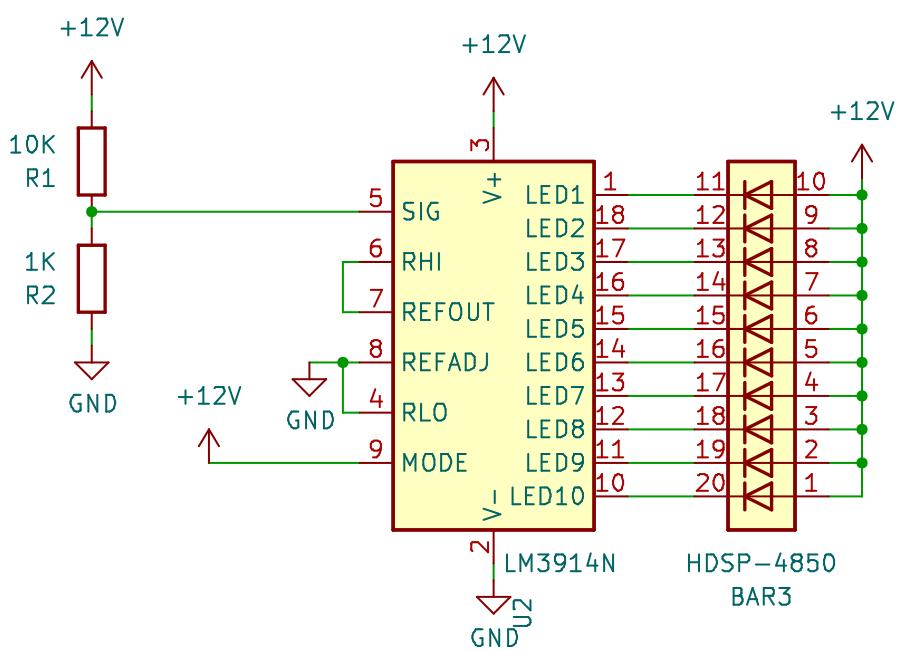 +12V
+12V
+12V
10K
R1
1K
R2
GND
+12V
GND
3
V+
5 SIG
6 RHI
7 REFOUT
8 REFADJ
4 RLO
9 MODE
LED1 1
LED2 18
LED3 17
LED4 16
LED5 15
LED6 14
LED7 13
LED8 12
LED9 11
LED10 10
V-
2
LM3914N
U2
GND
11 10
12 9
13 8
14 7
15 6
16 5
17 4
18 3
19 2
20 1
HDSP-4850
BAR3